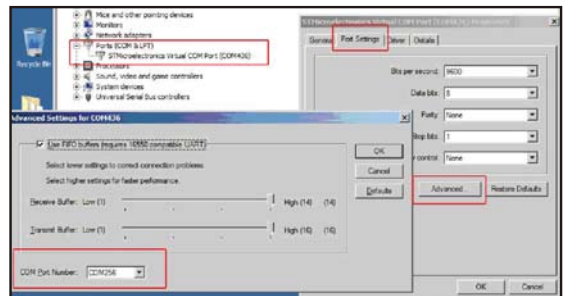 Mice and other pointing devices
Monitors
Network adapters
Ports (COM & LPT)
STMicroelectronics Virtual COM Port (COM436)
Processors
Sound, video and game controllers
System devices
Universal Serial Bus controllers
Recycle Bin
STMicroelectronics Virtual COM Port (COM436) Properties
General Port Settings Driver Details
Bits per second: 9600
Data bits: 8
Parity: None
Stop bits: 1
control: None
Advanced... Restore Defaults
OK Cancel
Advanced Settings for COM436
Use FIFO buffers (requires 16550 compatible UART)
Select lower settings to correct connection problems.
Select higher settings for faster performance.
Receive Buffer: Low (1) High (14) (14)
Transmit Buffer: Low (1) High (16) (16)
COM Port Number: COM256
OK
Cancel
Defaults